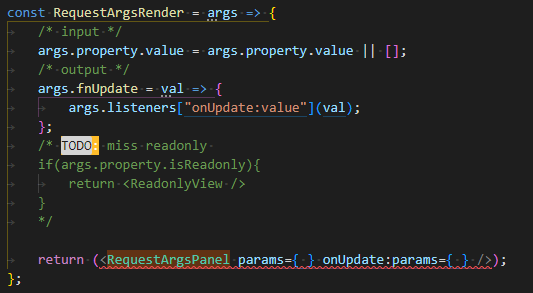 const RequestArgsRender = args => {
/* input */
args.property.value = args.property.value || [];
/* output */
args.fnUpdate = val => {
args.listeners["onUpdate:value"](val);
};
/* TODO: miss readonly
if(args.property.isReadonly){
return <ReadonlyView />
}
*/
return (<RequestArgsPanel params={ } onUpdate:params={ } />);
};